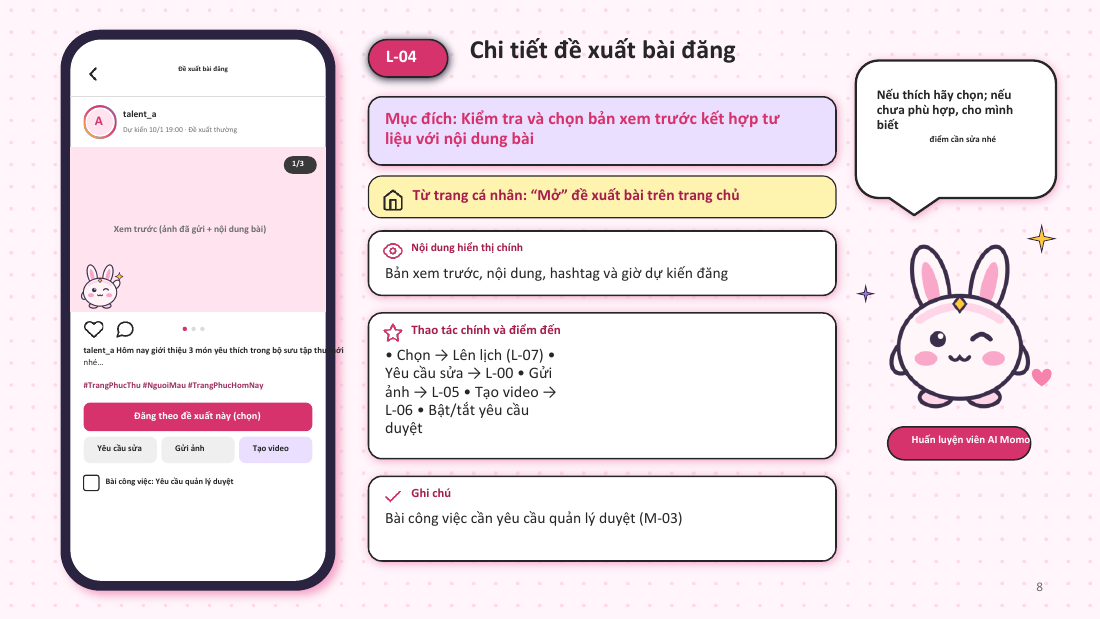 Đề xuất bài đăng
A
talent_a
Dự kiến 10/1 19:00 · Đề xuất thường
1/3
Xem trước (ảnh đã gửi + nội dung bài)
talent_a Hôm nay giới thiệu 3 món yêu thích trong bộ sưu tập thu mới
nhé...
#TrangPhucThu #NguoiMau #TrangPhucHomNay
Đăng theo đề xuất này (chọn)
Yêu cầu sửa
Gửi ảnh
Tạo video
Bài công việc: Yêu cầu quản lý duyệt
L-04
Chi tiết đề xuất bài đăng
Mục đích: Kiểm tra và chọn bản xem trước kết hợp tư
liệu với nội dung bài
Từ trang cá nhân: “Mở” đề xuất bài trên trang chủ
Nội dung hiển thị chính
Bản xem trước, nội dung, hashtag và giờ dự kiến đăng
Thao tác chính và điểm đến
• Chọn → Lên lịch (L-07) •
Yêu cầu sửa → L-00 • Gửi
ảnh → L-05 • Tạo video →
L-06 • Bật/tắt yêu cầu
duyệt
Ghi chú
Bài công việc cần yêu cầu quản lý duyệt (M-03)
Nếu thích hãy chọn; nếu
chưa phù hợp, cho mình
biết
điểm cần sửa nhé
Huấn luyện viên AI Momo
8